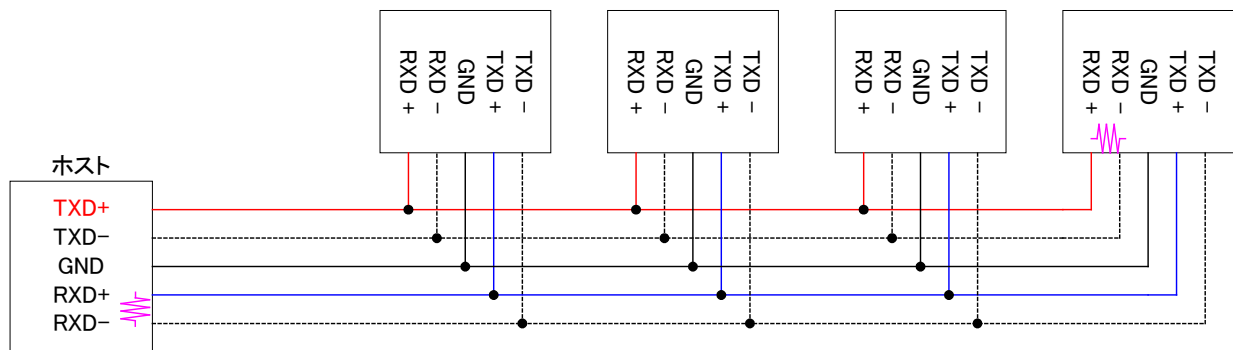 RXD +
RXD -
GND
TXD +
TXD -
RXD +
RXD -
GND
TXD +
TXD -
RXD +
RXD -
GND
TXD +
TXD -
RXD +
RXD -
GND
TXD +
TXD -
ホスト
TXD+
TXD-
GND
RXD+
RXD-